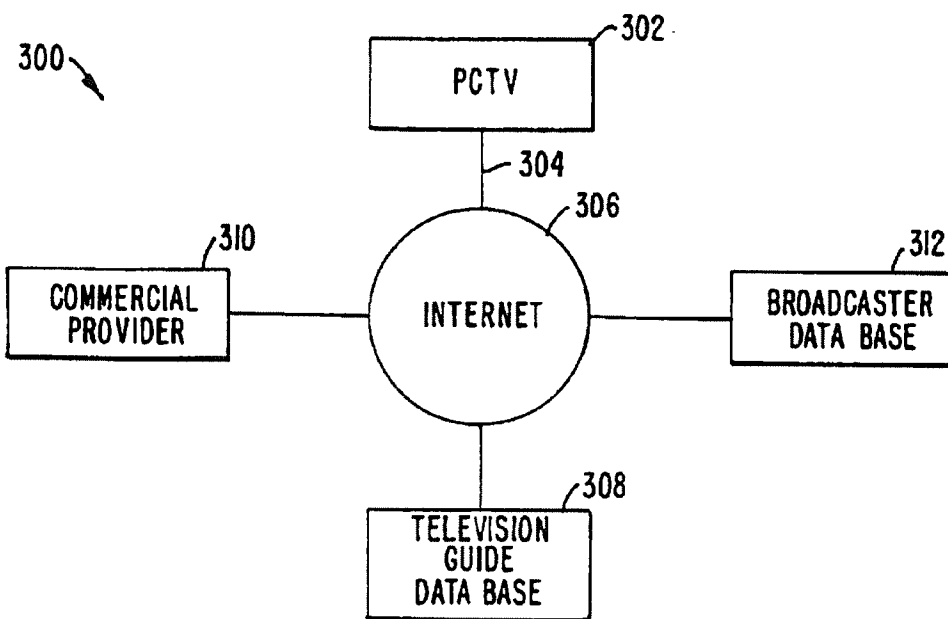 302
300
PCTV
304
306
310
312
COMMERCIAL
PROVIDER
INTERNET
BROADCASTER
DATA BASE
308
TELEVISION
GUIDE
DATA BASE